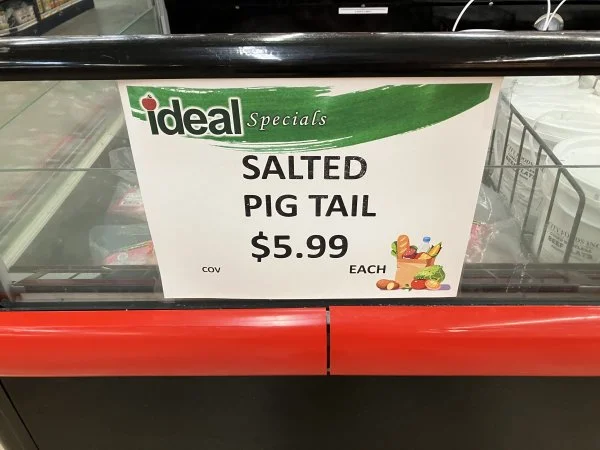 ideal Specials
SALTED
PIG TAIL
$5.99
COV EACH